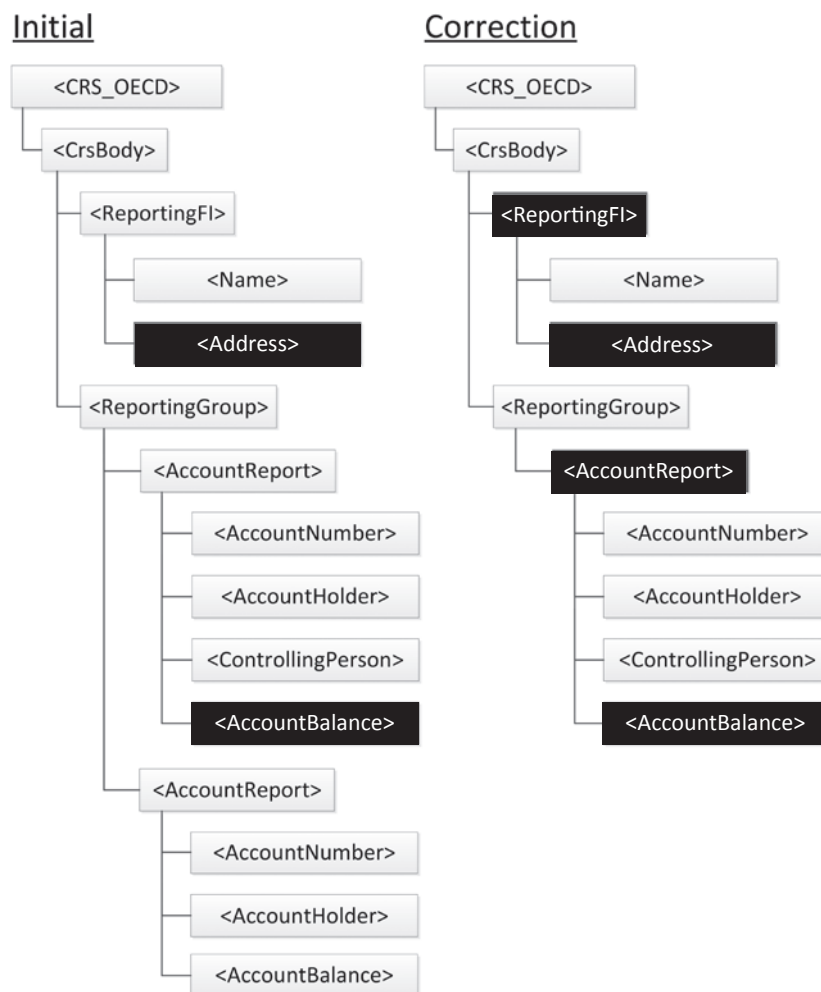 Initial
<CRS_OECD>
<CrsBody>
<ReportingFI>
<Name>
<Address>
<ReportingGroup>
<AccountReport>
<AccountNumber>
<AccountHolder>
<ControllingPerson>
<AccountBalance>
<AccountReport>
<AccountNumber>
<AccountHolder>
<AccountBalance>
Correction
<CRS_OECD>
<CrsBody>
<ReportingFI>
<Name>
<Address>
<ReportingGroup>
<AccountReport>
<AccountNumber>
<AccountHolder>
<ControllingPerson>
<AccountBalance>